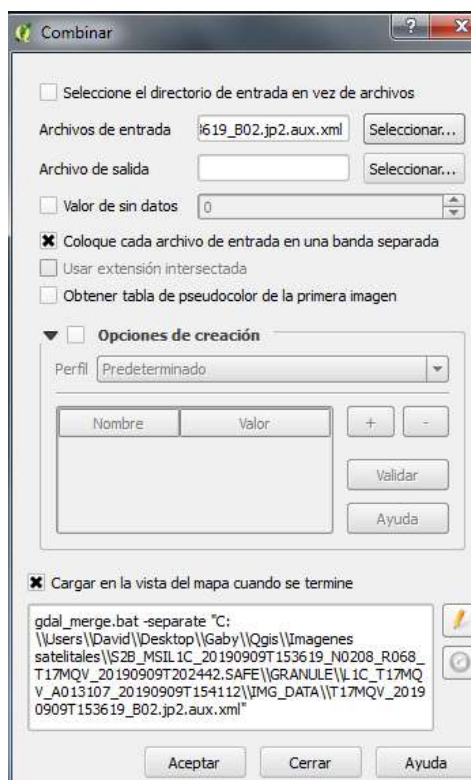 Combinar
Seleccione el directorio de entrada en vez de archivos
Archivos de entrada 3619_B02.jp2.aux.xml Seleccionar...
Archivo de salida Seleccionar...
Valor de sin datos 0
Coloque cada archivo de entrada en una banda separada
Usar extensión intersectada
Obtener tabla de pseudocolor de la primera imagen
Opciones de creación
Perfil Predeterminado
Nombre Valor + -
Validar
Ayuda
Cargar en la vista del mapa cuando se termine
gdal_merge.bat -separate "C:
\\Users\\David\\Desktop\\Gaby\\Qgis\\Imagenes
satelitales\\S2B_MSIL1C_20190909T153619_N0208_R068_
T17MQV_20190909T202442.SAFE\\GRANULE\\L1C_T17MQ
V_A013107_20190909T154112\\IMG_DATA\\T17MQV_2019
0909T153619_B02.jp2.aux.xml"
Aceptar Cerrar Ayuda